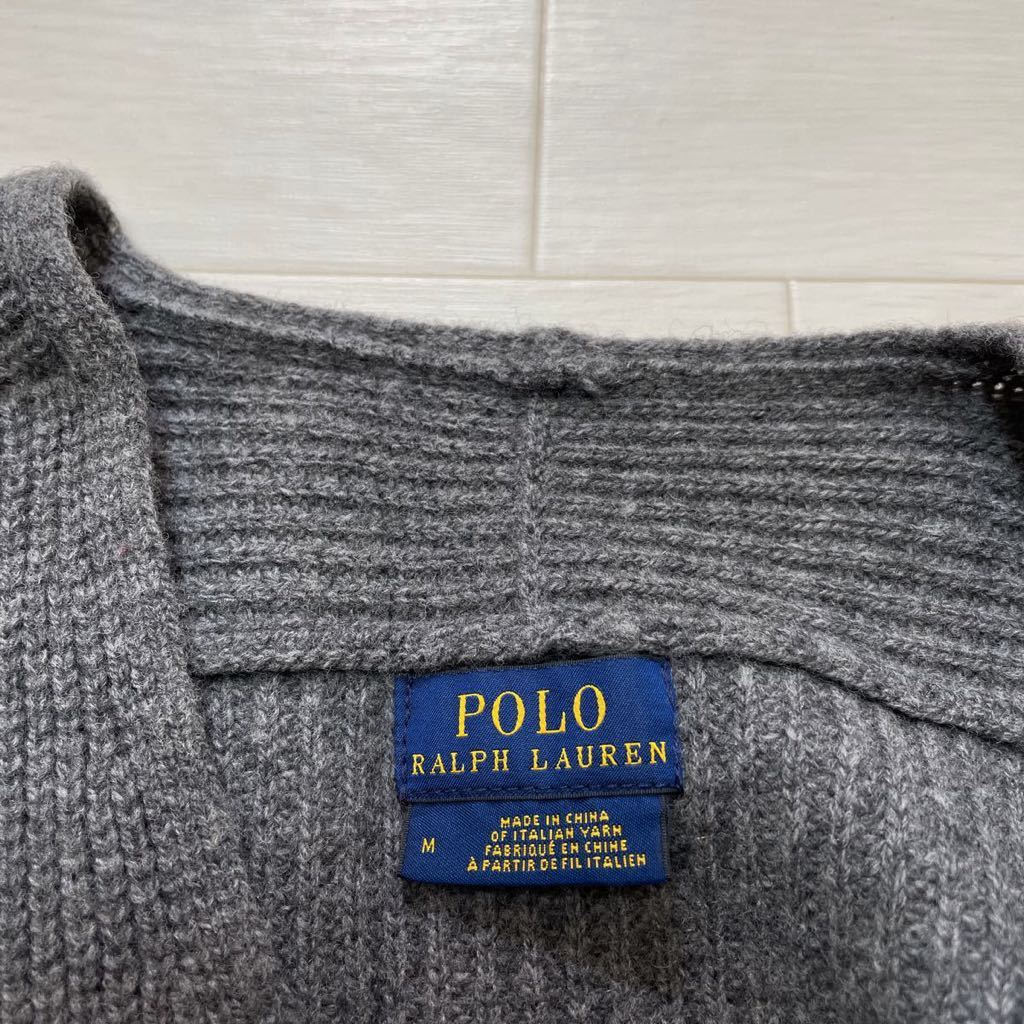 POLO
RALPH LAUREN
M
MADE IN CHINA
OF ITALIAN YARN
FABRIQUÉ EN CHINE
À PARTIR DE FIL ITALIEN